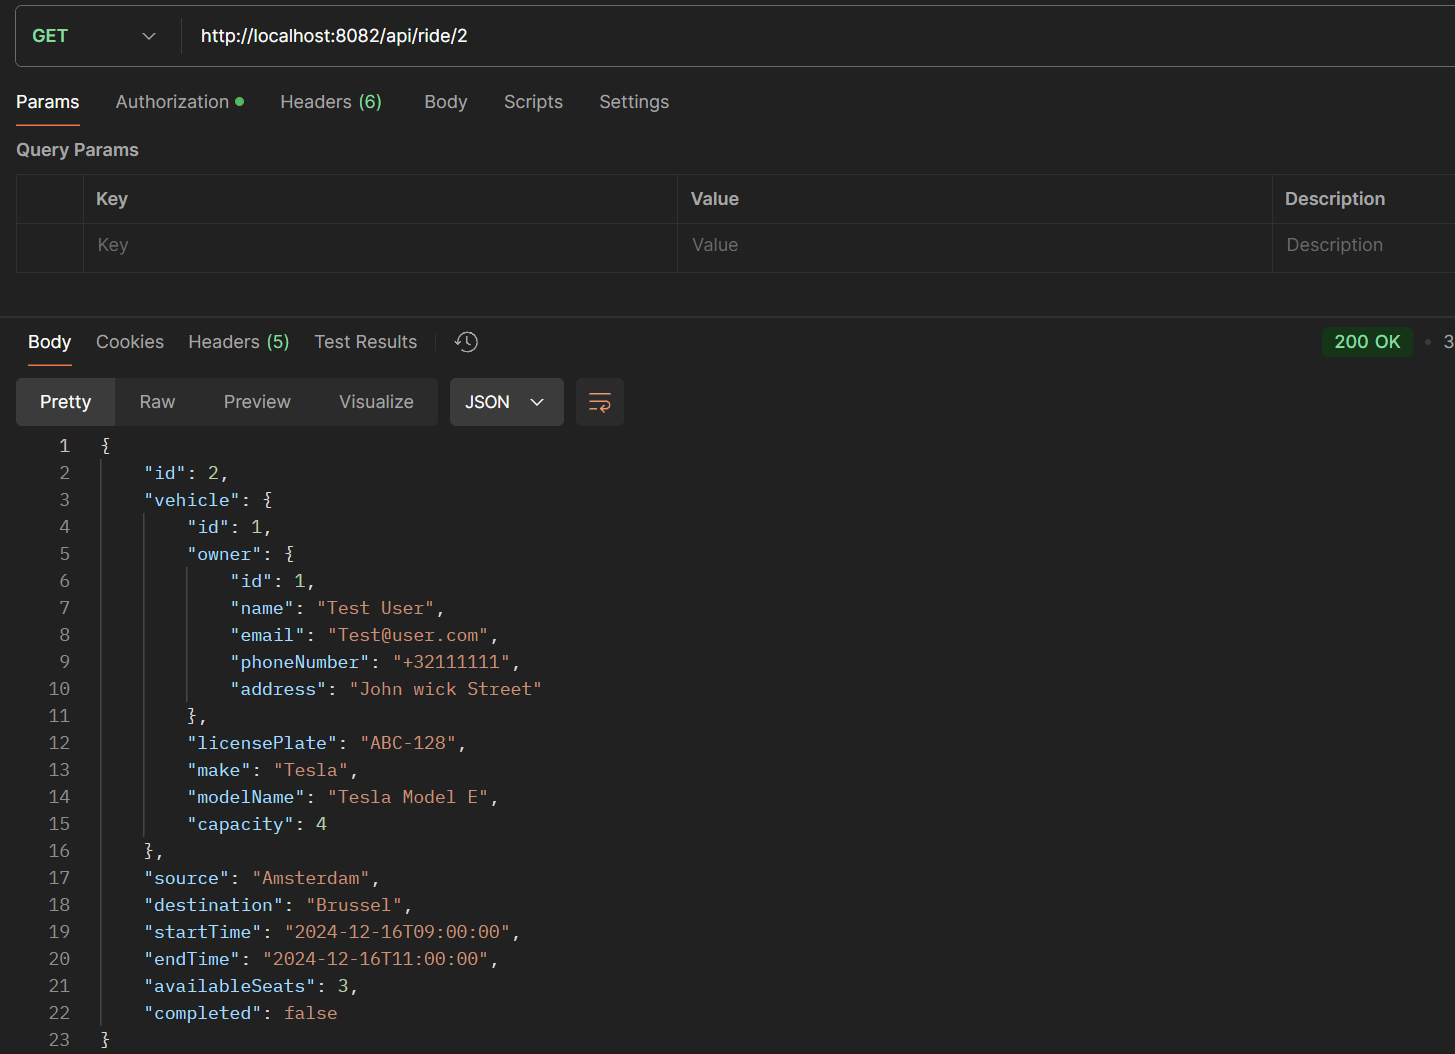 GET http://localhost:8082/api/ride/2
Params Authorization Headers (6) Body Scripts Settings
Query Params
Key Value Description
Key Value Description
Body Cookies Headers (5) Test Results 200 OK • 3
Pretty Raw Preview Visualize JSON
1 {
2 "id": 2,
3 "vehicle": {
4 "id": 1,
5 "owner": {
6 "id": 1,
7 "name": "Test User",
8 "email": "Test@user.com",
9 "phoneNumber": "+32111111",
10 "address": "John wick Street"
11 },
12 "licensePlate": "ABC-128",
13 "make": "Tesla",
14 "modelName": "Tesla Model E",
15 "capacity": 4
16 },
17 "source": "Amsterdam",
18 "destination": "Brussel",
19 "startTime": "2024-12-16T09:00:00",
20 "endTime": "2024-12-16T11:00:00",
21 "availableSeats": 3,
22 "completed": false
23 }